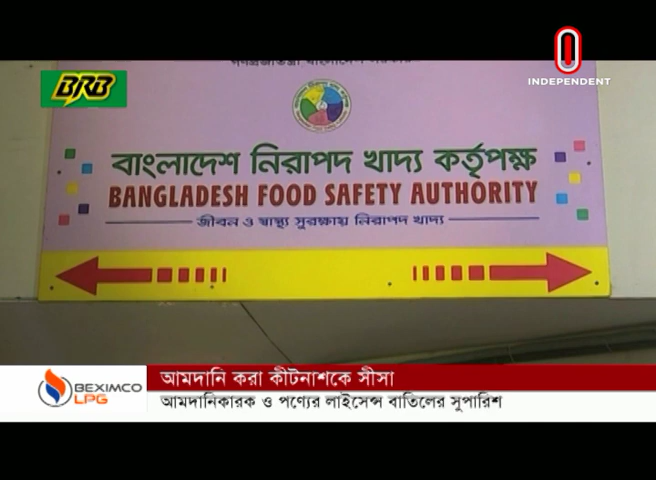 BRB
INDEPENDENT
বাংলাদেশ নিরাপদ খাদ্য কর্তৃপক্ষ
BANGLADESH FOOD SAFETY AUTHORITY
জীবন ও স্বাস্থ্য সুরক্ষায় নিরাপদ খাদ্য
BEXIMCO
LPG
আমদানি করা কীটনাশকে সীসা
আমদানিকারক ও পণ্যের লাইসেন্স বাতিলের সুপারিশ